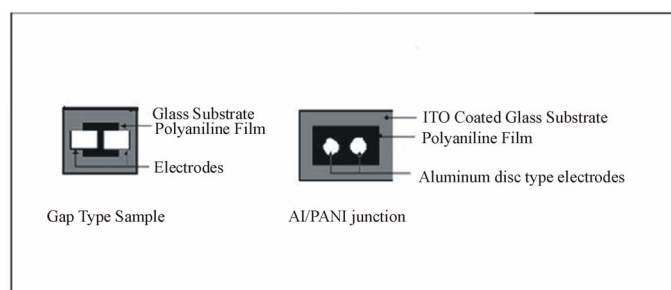 Glass Substrate
Polyaniline Film
Electrodes
Gap Type Sample
ITO Coated Glass Substrate
Polyaniline Film
Aluminum disc type electrodes
AI/PANI junction